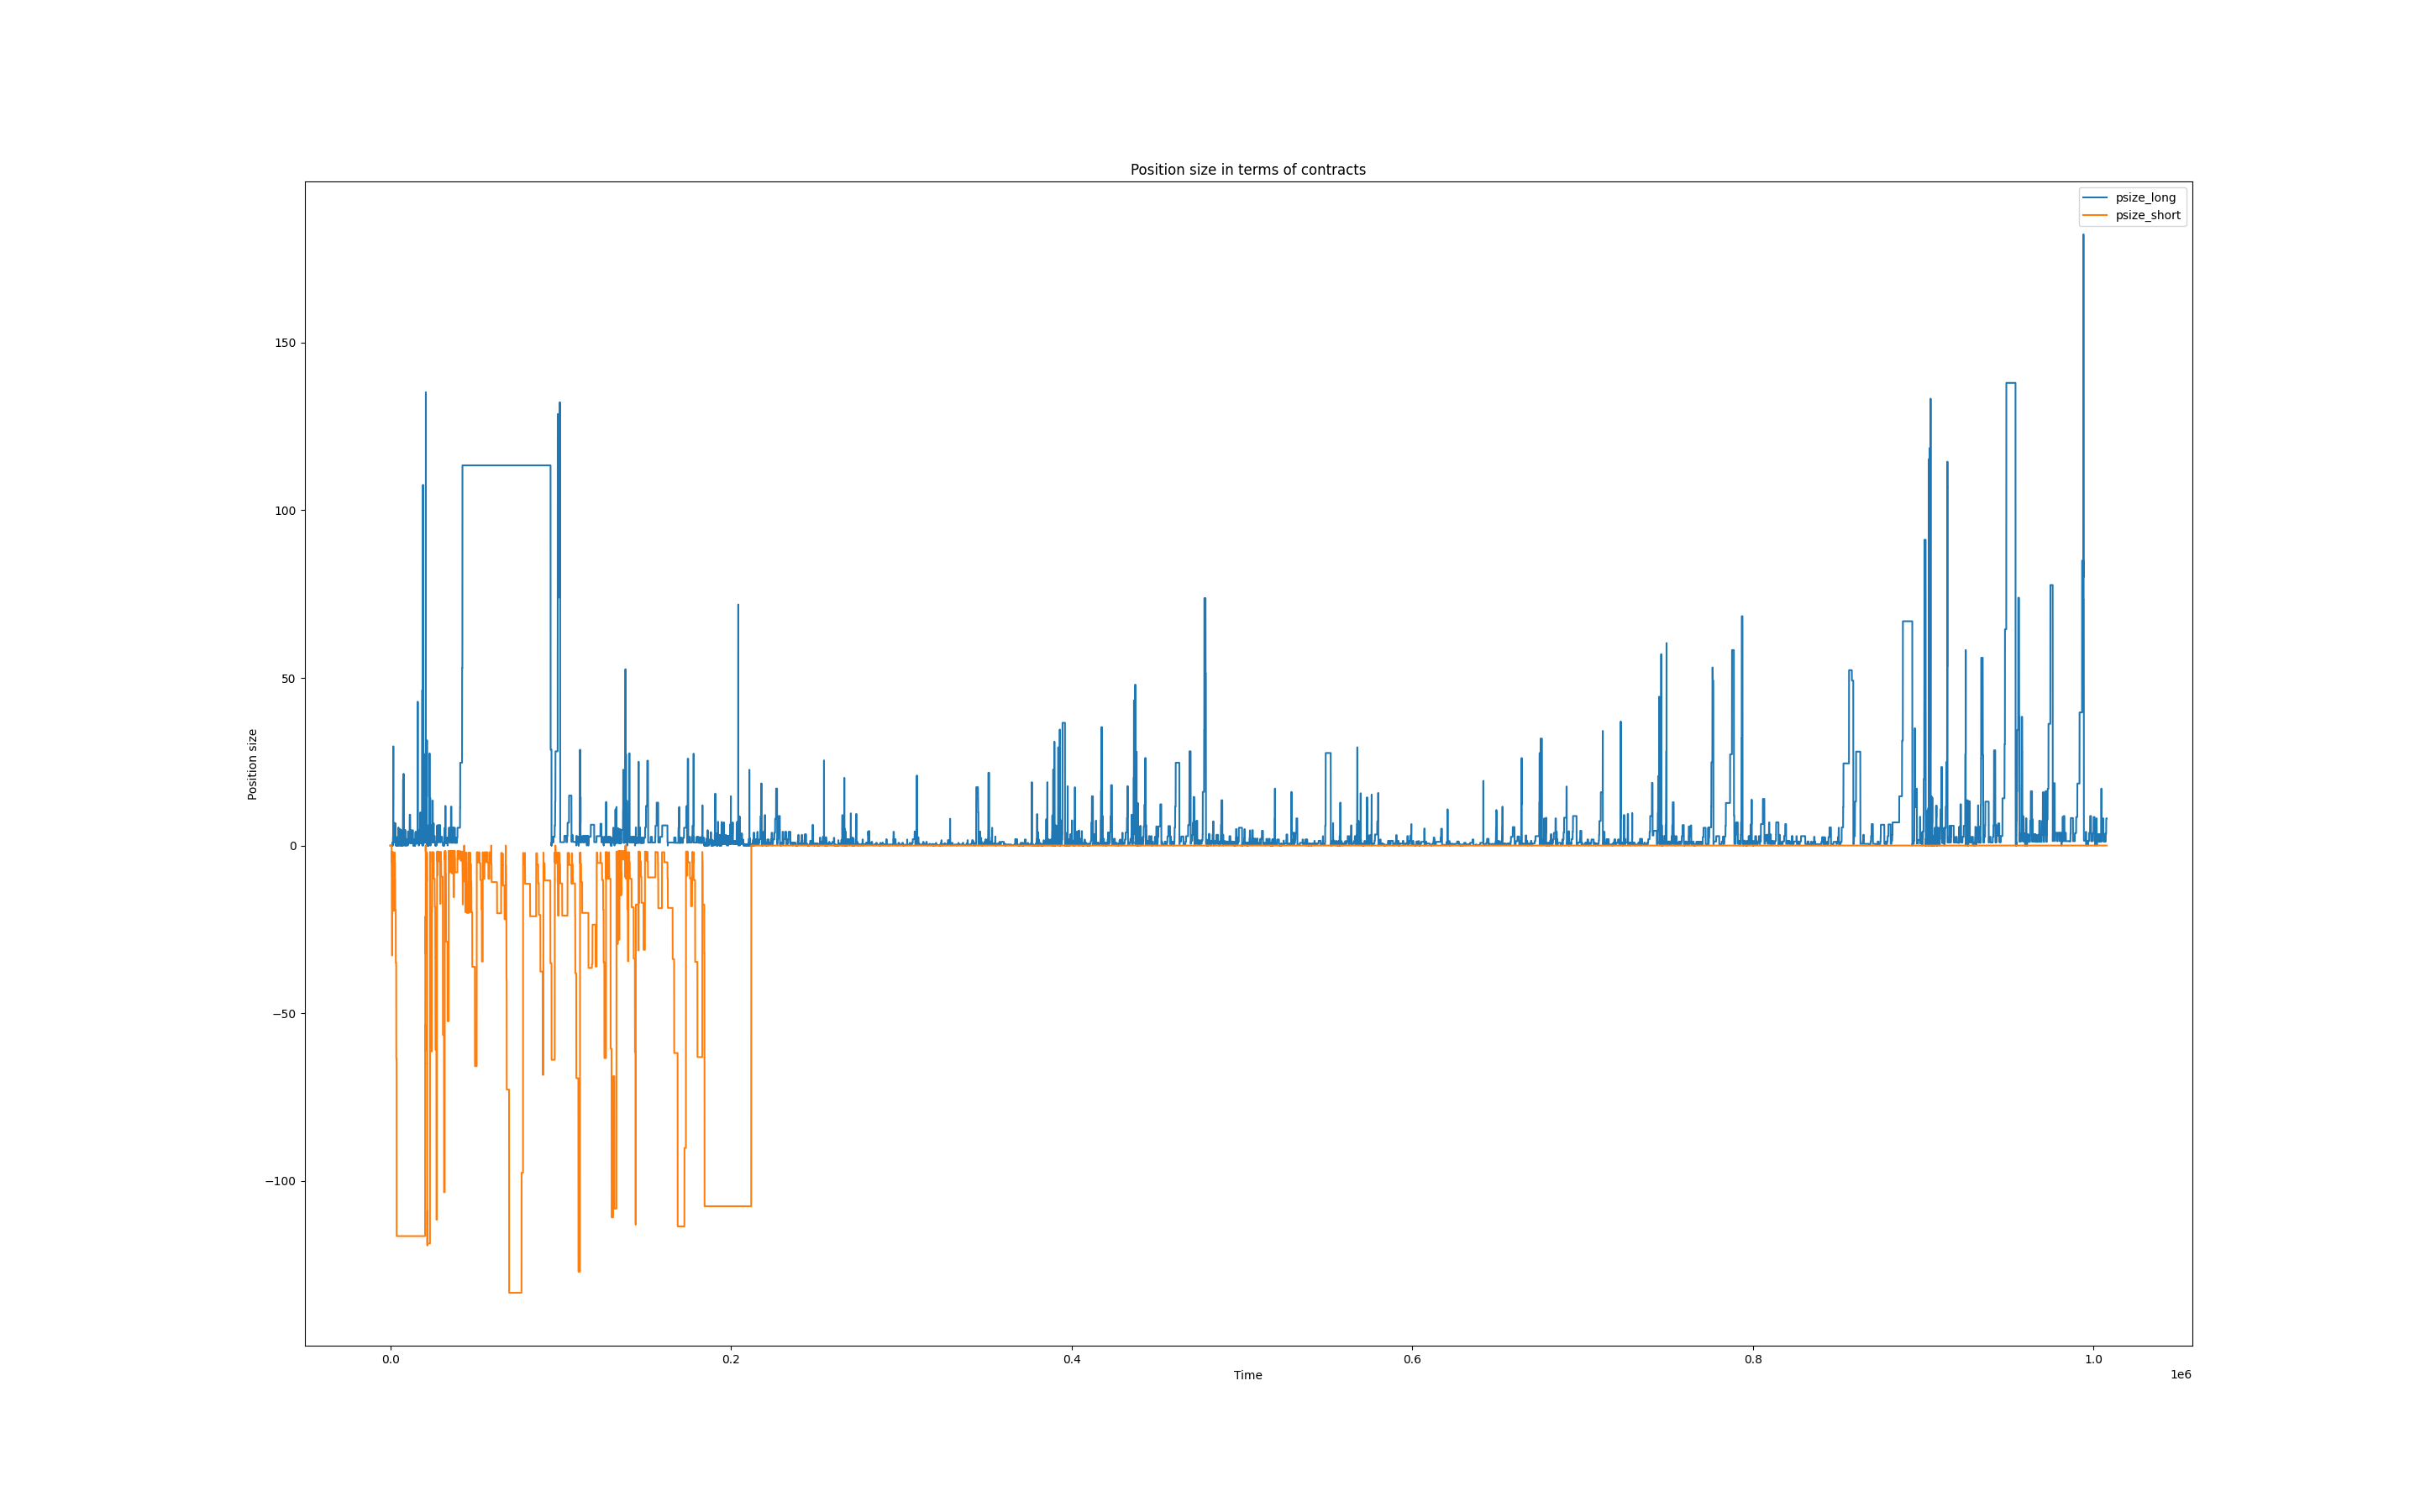 Position size in terms of contracts
psize_long
psize_short
Position size
150
100
50
0
−50
−100
0.0
0.2
0.4
0.6
0.8
1.0
1e6
Time